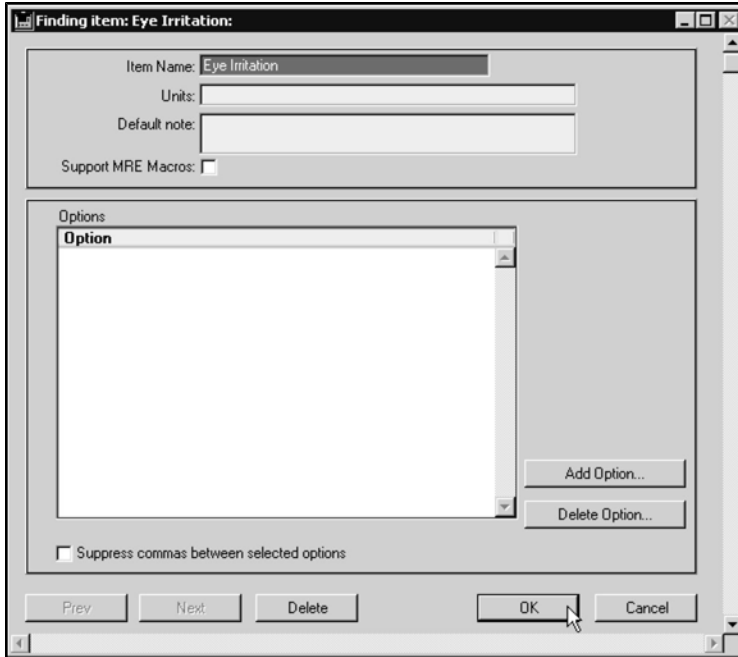 Finding item: Eye Irritation:
Item Name: Eye Irritation
Units:
Default note:
Support MRE Macros:
Options
Option
Add Option...
Delete Option...
Suppress commas between selected options
Prev Next Delete OK Cancel